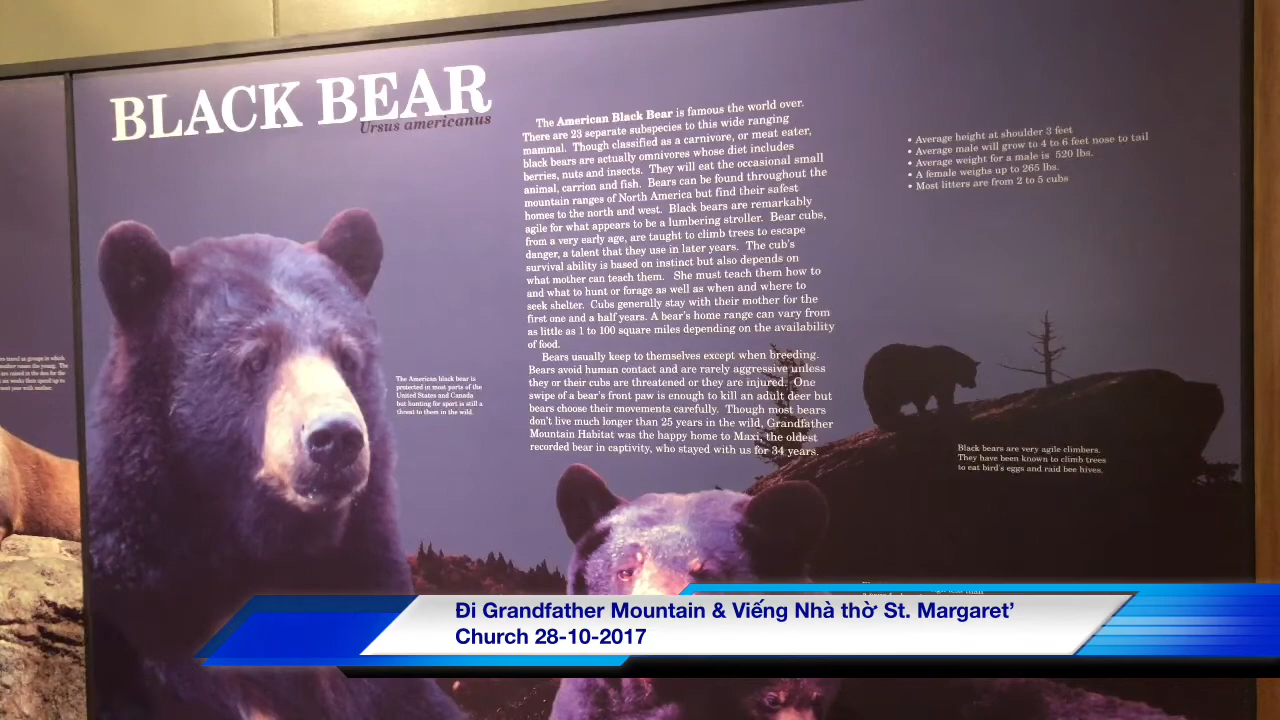 BLACK BEAR
Ursus americanus
The American Black Bear is famous the world over.
There are 23 separate subspecies to this wide ranging
mammal. Though classified as a carnivore, or meat eater,
black bears are actually omnivores whose diet includes
berries, nuts and insects. They will eat the occasional small
animal, carrion and fish. Bears can be found throughout the
mountain ranges of North America but find their safest
homes to the north and west. Black bears are remarkably
agile for what appears to be a lumbering stroller. Bear cubs,
from a very early age, are taught to climb trees to escape
danger, a talent that they use in later years. The cub's
survival ability is based on instinct but also depends on
what mother can teach them. She must teach them how to
and what to hunt or forage as well as when and where to
seek shelter. Cubs generally stay with their mother for the
first one and a half years. A bear's home range can vary from
as little as 1 to 100 square miles depending on the availability
of food.
Bears usually keep to themselves except when breeding.
Bears avoid human contact and are rarely aggressive unless
they or their cubs are threatened or they are injured. One
swipe of a bear's front paw is enough to kill an adult deer but
bears choose their movements carefully. Though most bears
don't live much longer than 25 years in the wild, Grandfather
Mountain Habitat was the happy home to Maxi, the oldest
recorded bear in captivity, who stayed with us for 34 years.
• Average height at shoulder 3 feet
• Average male will grow to 4 to 6 feet nose to tail
• Average weight for a male is 520 lbs.
• A female weighs up to 265 lbs.
• Most litters are from 2 to 5 cubs
The American black bear is
protected in most parts of the
United States and Canada
but hunting for sport is still a
threat to them in the wild.
Black bears are very agile climbers.
They have been known to climb trees
to eat bird's eggs and raid bee hives.
Đi Grandfather Mountain & Viếng Nhà thờ St. Margaret’
Church 28-10-2017